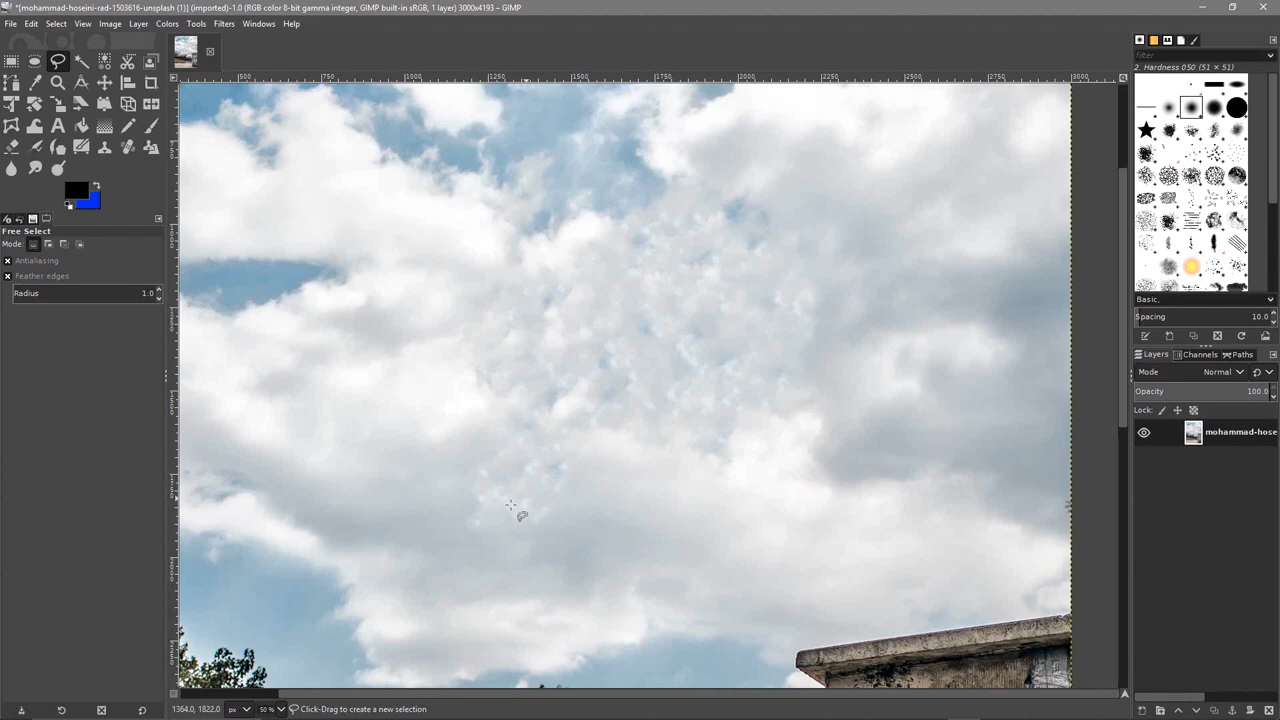 *[mohammad-hoseini-rad-1503616-unsplash (1)] (imported)-1.0 (RGB color 8-bit gamma integer, GIMP built-in sRGB, 1 layer) 3000x4193 – GIMP
File Edit Select View Image Layer Colors Tools Filters Windows Help
500 750 1000 1250 1500 1750 2000 2250 2500 2750 3000
filter
2. Hardness 050 (51 × 51)
Free Select
Mode:
Antialiasing
Feather edges
Radius 1.0
Basic,
Spacing 10.0
Layers Channels Paths
Mode Normal
Opacity 100.0
Lock:
mohammad-hose
1364.0, 1822.0 px 50 % Click-Drag to create a new selection